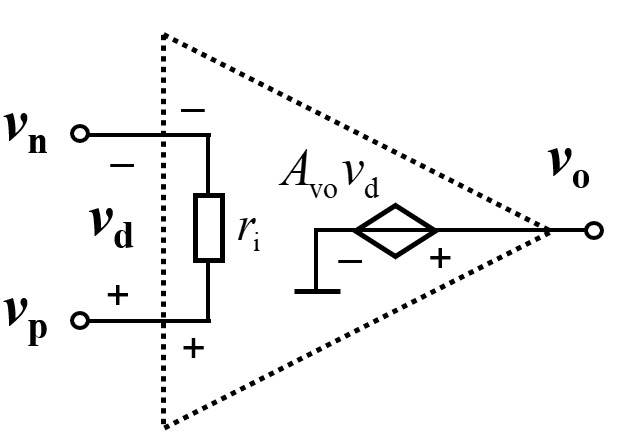 −
v_n
−
A_vo v_d
v_o
v_d
r_i
− +
+
v_p
+